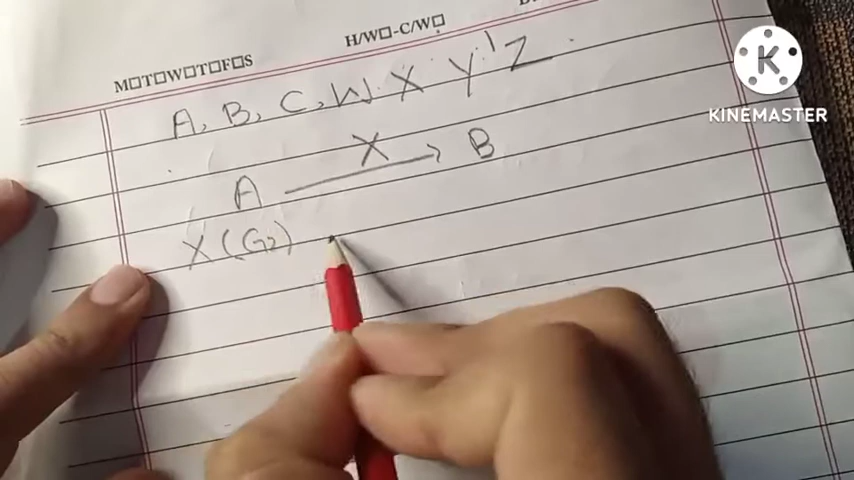 M□T□W□T□F□S□ H/W□-C/W□
A, B, C, W X Y' Z
A X→ B
X (G2)
KINEMASTER